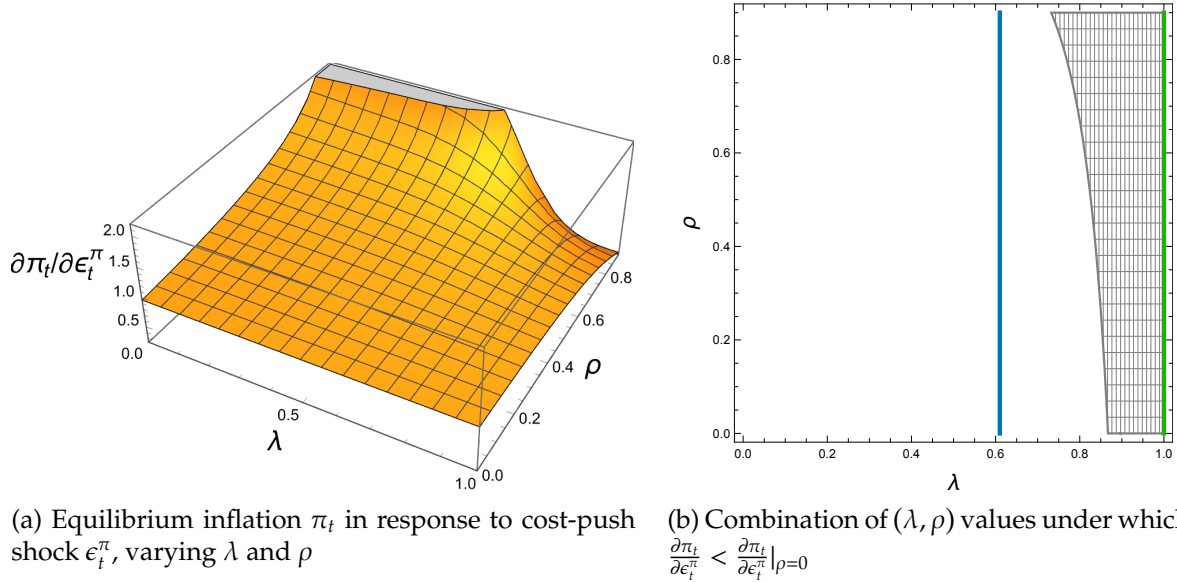 ∂π_t/∂ϵ_t^π
2.0
1.5
1.0
0.5
0.0
0.5
λ
1.0
0.0
0.2
0.4
0.6
0.8
ρ
(a) Equilibrium inflation π_t in response to cost-push
shock ϵ_t^π, varying λ and ρ
0.8
0.6
0.4
0.2
0.0
ρ
0.0 0.2 0.4 0.6 0.8 1.0
λ
(b) Combination of (λ, ρ) values under which
∂π_t/∂ϵ_t^π < ∂π_t/∂ϵ_t^π|_{ρ=0}